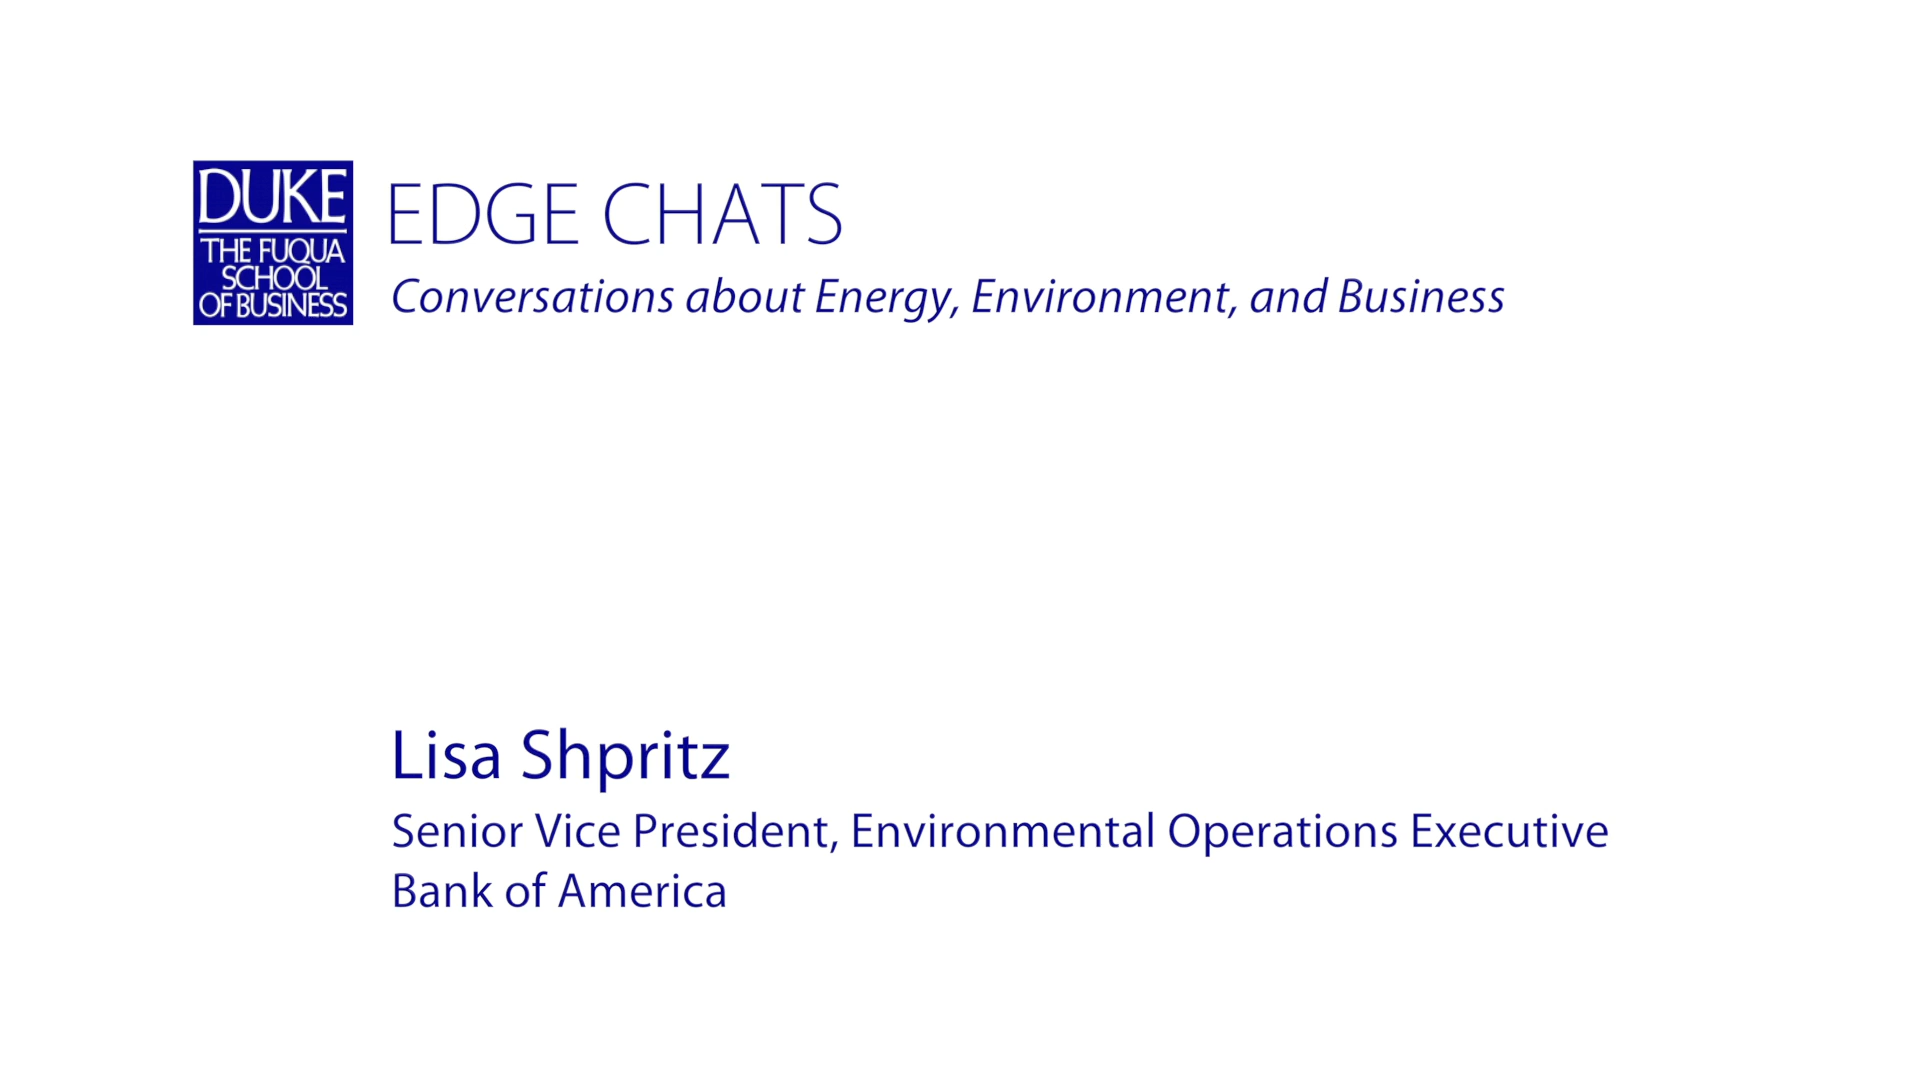 DUKE
THE FUQUA
SCHOOL
OF BUSINESS
EDGE CHATS
Conversations about Energy, Environment, and Business
Lisa Shpritz
Senior Vice President, Environmental Operations Executive
Bank of America